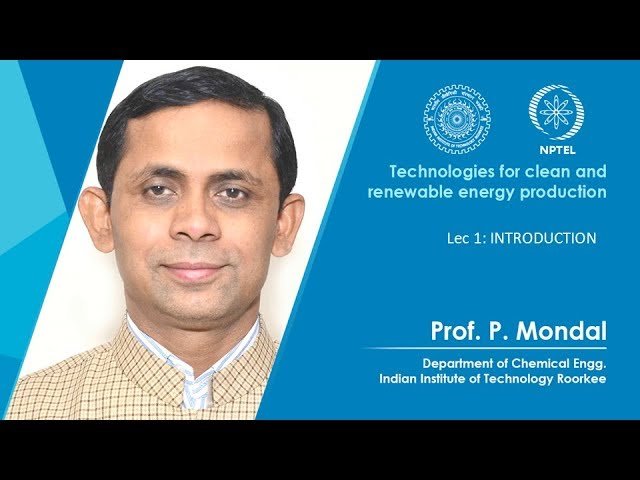 NPTEL
Technologies for clean and
renewable energy production
Lec 1: INTRODUCTION
Prof. P. Mondal
Department of Chemical Engg.
Indian Institute of Technology Roorkee